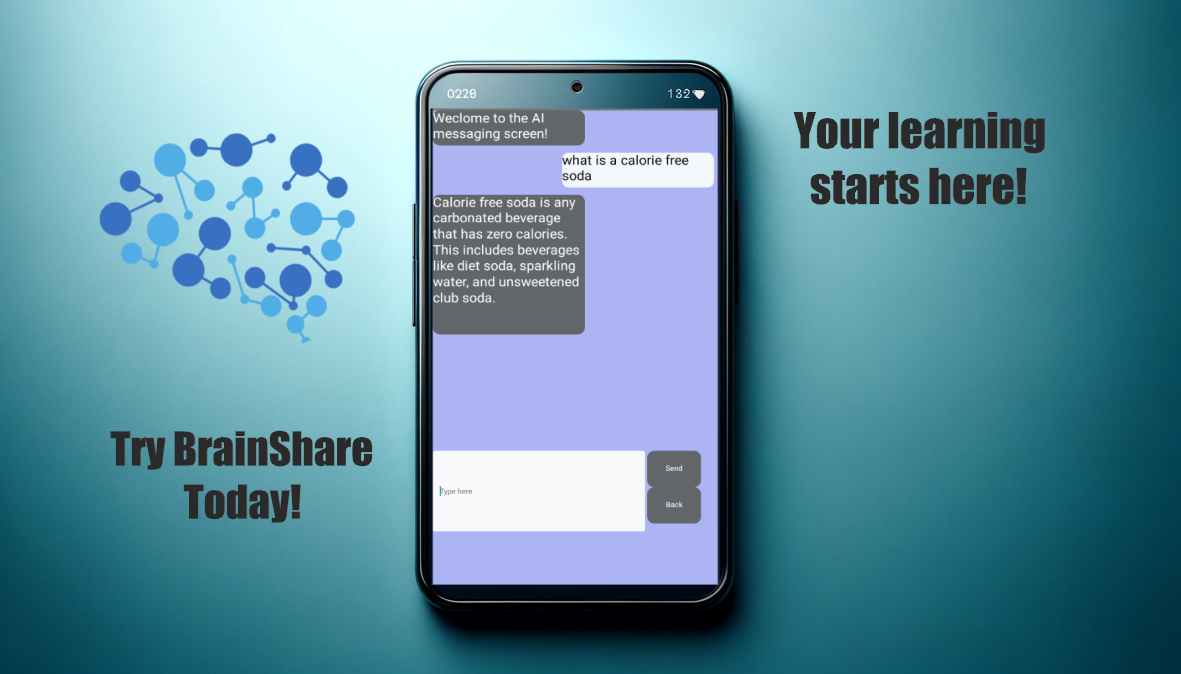 0226
132
Weclome to the AI
messaging screen!
what is a calorie free
soda
Calorie free soda is any
carbonated beverage
that has zero calories.
This includes beverages
like diet soda, sparkling
water, and unsweetened
club soda.
Type here
Send
Back
Try BrainShare
Today!
Your learning
starts here!